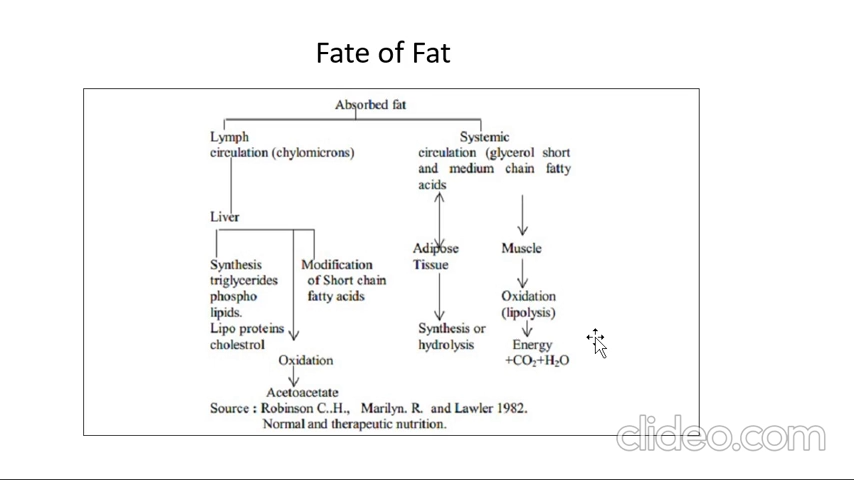 Fate of Fat
Absorbed fat
Lymph
circulation (chylomicrons)
Systemic
circulation (glycerol short
and medium chain fatty
acids
Liver
Adipose
Tissue
Muscle
Synthesis
triglycerides
phospho
lipids.
Lipo proteins
cholestrol
Modification
of Short chain
fatty acids
Oxidation
(lipolysis)
Synthesis or
hydrolysis
Energy
+CO₂+H₂O
Oxidation
Acetoacetate
Source : Robinson C..H., Marilyn. R. and Lawler 1982.
Normal and therapeutic nutrition.
clideo.com